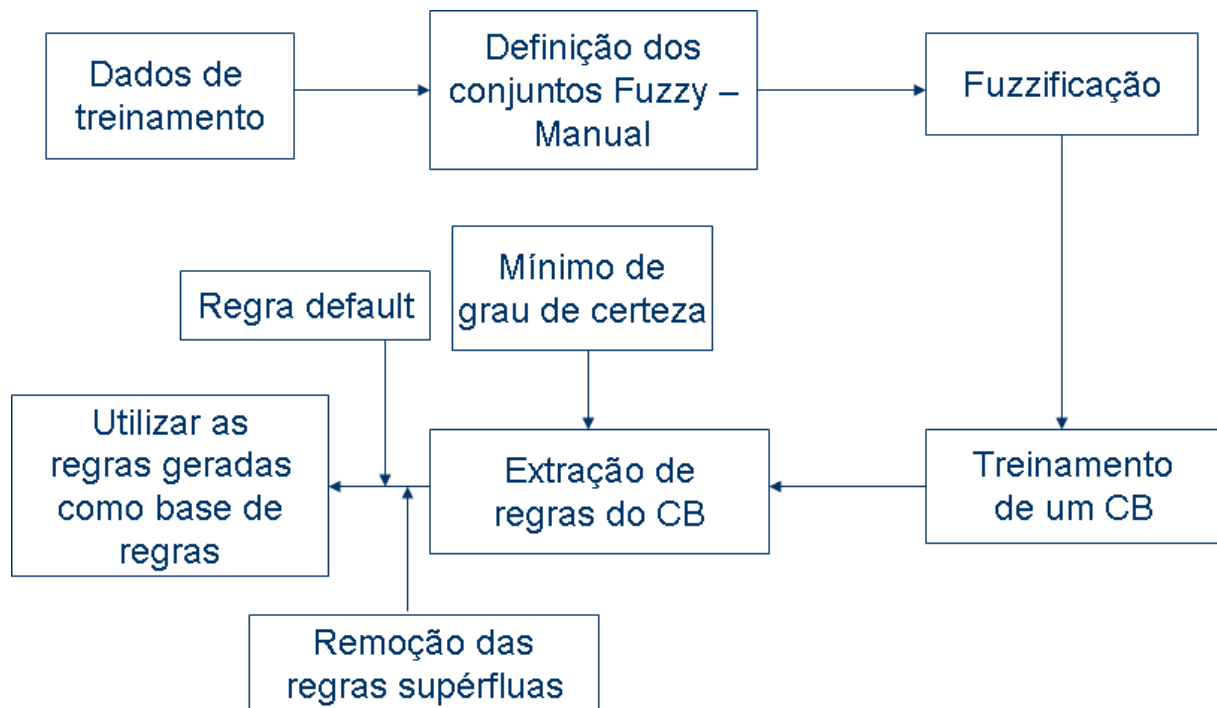 Dados de
treinamento
Definição dos
conjuntos Fuzzy –
Manual
Fuzzificação
Regra default
Mínimo de
grau de certeza
Utilizar as
regras geradas
como base de
regras
Extração de
regras do CB
Treinamento
de um CB
Remoção das
regras supérfluas